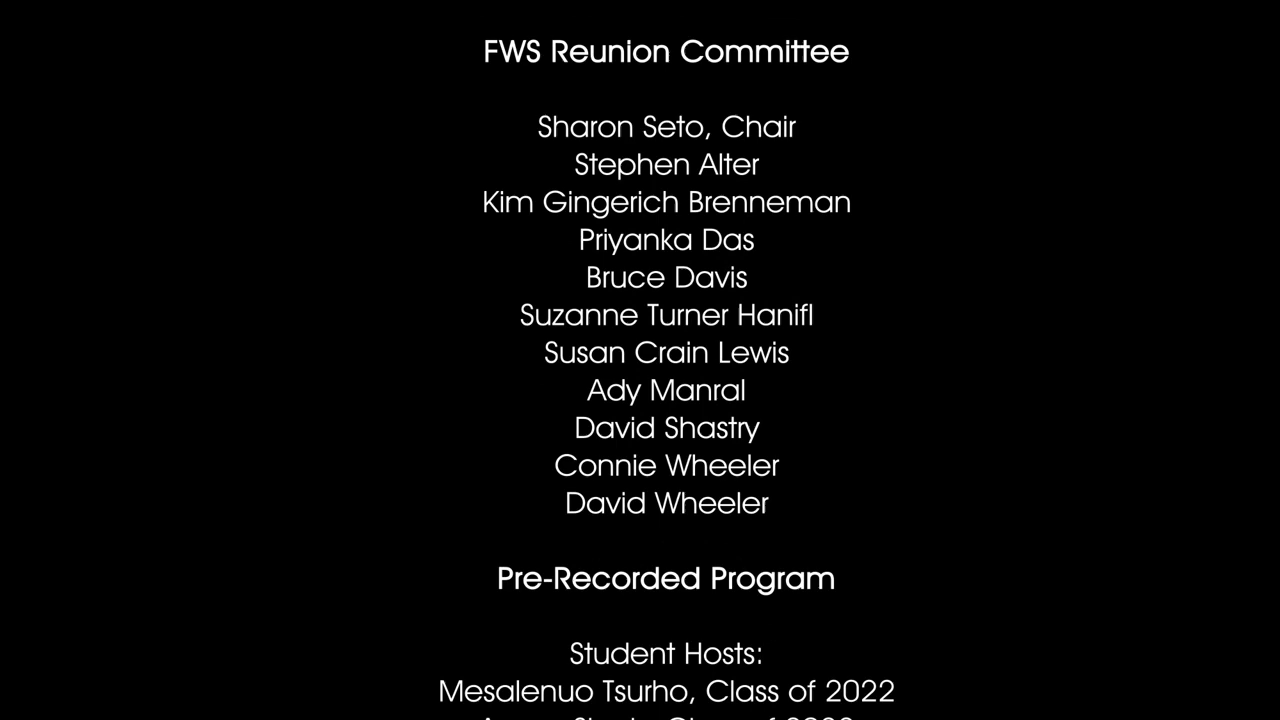 FWS Reunion Committee
Sharon Seto, Chair
Stephen Alter
Kim Gingerich Brenneman
Priyanka Das
Bruce Davis
Suzanne Turner Hanifl
Susan Crain Lewis
Ady Manral
David Shastry
Connie Wheeler
David Wheeler
Pre-Recorded Program
Student Hosts:
Mesalenuo Tsurho, Class of 2022